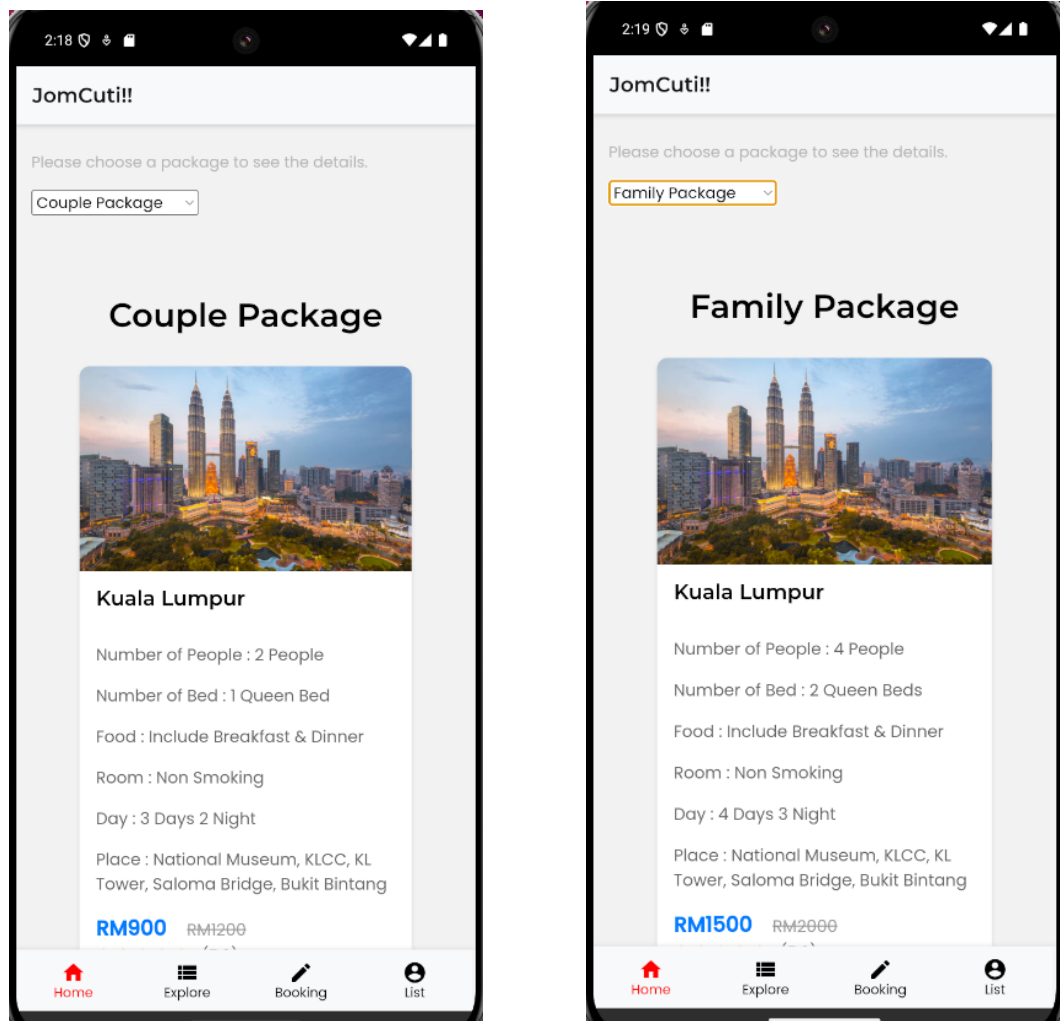 2:18
JomCuti!!
Please choose a package to see the details.
Couple Package
Couple Package
Kuala Lumpur
Number of People : 2 People
Number of Bed : 1 Queen Bed
Food : Include Breakfast & Dinner
Room : Non Smoking
Day : 3 Days 2 Night
Place : National Museum, KLCC, KL
Tower, Saloma Bridge, Bukit Bintang
RM900 RM1200
Home Explore Booking List
2:19
JomCuti!!
Please choose a package to see the details.
Family Package
Family Package
Kuala Lumpur
Number of People : 4 People
Number of Bed : 2 Queen Beds
Food : Include Breakfast & Dinner
Room : Non Smoking
Day : 4 Days 3 Night
Place : National Museum, KLCC, KL
Tower, Saloma Bridge, Bukit Bintang
RM1500 RM2000
Home Explore Booking List